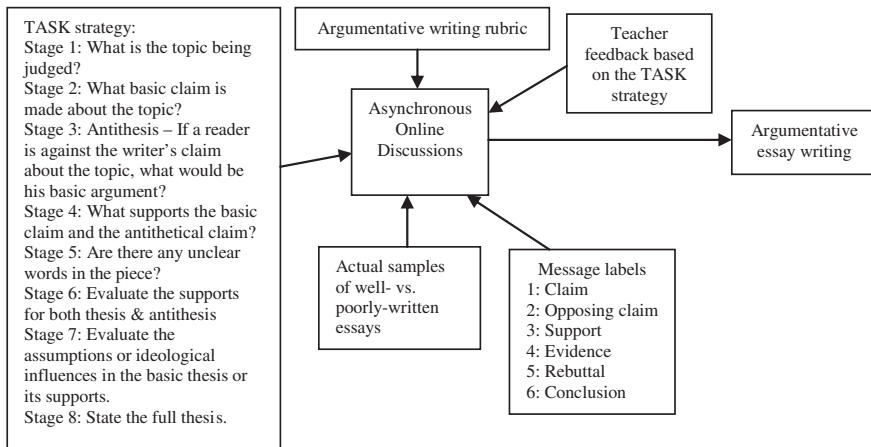 TASK strategy:
Stage 1: What is the topic being
judged?
Stage 2: What basic claim is
made about the topic?
Stage 3: Antithesis – If a reader
is against the writer's claim
about the topic, what would be
his basic argument?
Stage 4: What supports the basic
claim and the antithetical claim?
Stage 5: Are there any unclear
words in the piece?
Stage 6: Evaluate the supports
for both thesis & antithesis
Stage 7: Evaluate the
assumptions or ideological
influences in the basic thesis or
its supports.
Stage 8: State the full thesis.
Argumentative writing rubric
Teacher
feedback based
on the TASK
strategy
Asynchronous
Online
Discussions
Argumentative
essay writing
Actual samples
of well- vs.
poorly-written
essays
Message labels
1: Claim
2: Opposing claim
3: Support
4: Evidence
5: Rebuttal
6: Conclusion